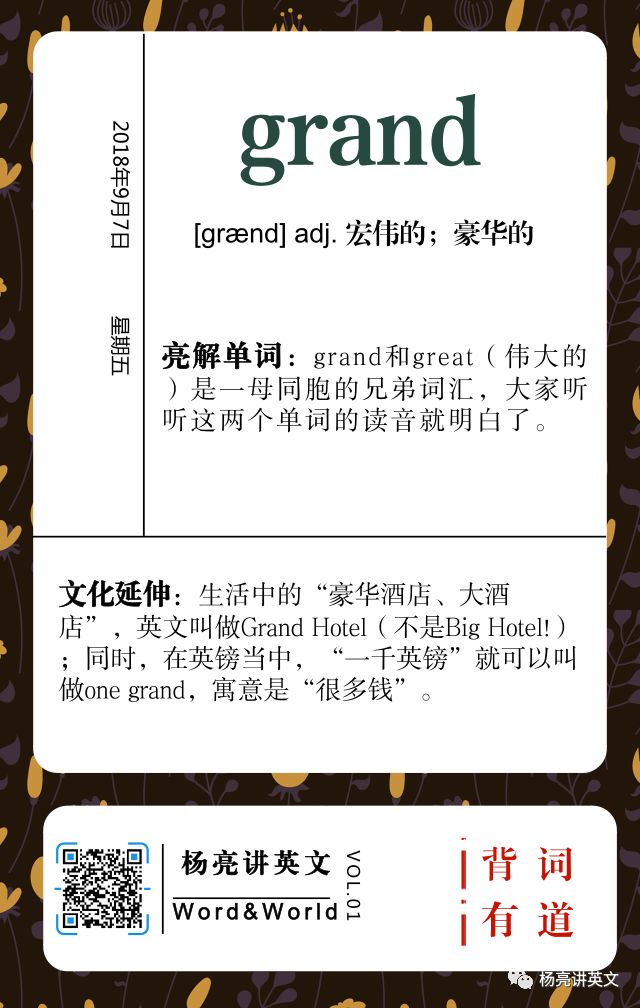 2018年9月7日
星期五
grand
[grænd] adj. 宏伟的；豪华的
亮解单词：grand和great（伟大的
）是一母同胞的兄弟词汇，大家听
听这两个单词的读音就明白了。
文化延伸：生活中的“豪华酒店、大酒
店”，英文叫做Grand Hotel（不是Big Hotel!）
；同时，在英镑当中，“一千英镑”就可以叫
做one grand，寓意是“很多钱”。
杨亮讲英文
Word&World
VOL.01
背词
有道
杨亮讲英文